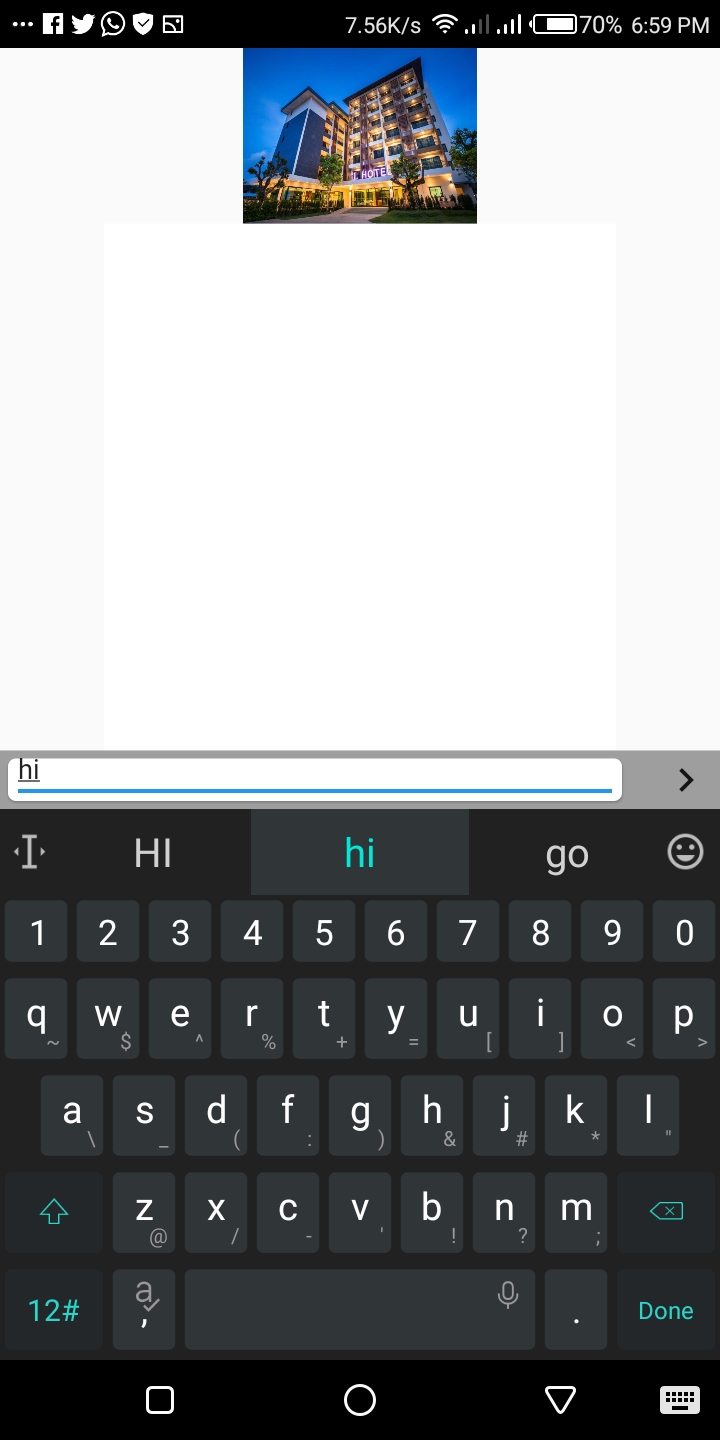 7.56K/s 70% 6:59 PM
HOTEL
hi
HI hi go
1 2 3 4 5 6 7 8 9 0
q w e r t y u i o p
~ $ ^ % + = [ ] < >
a s d f g h j k l
\ _ ( : ) & # * "
z x c v b n m
@ / - ' ! ? ;
12# a , . Done